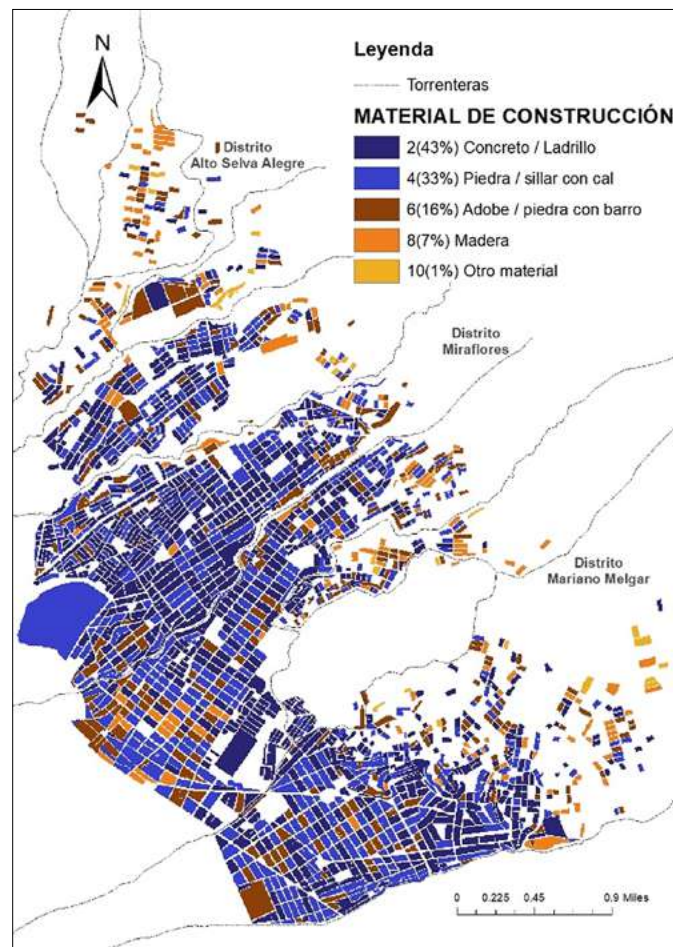 N
Leyenda
Torrenteras
MATERIAL DE CONSTRUCCIÓN
2(43%) Concreto / Ladrillo
4(33%) Piedra / sillar con cal
6(16%) Adobe / piedra con barro
8(7%) Madera
10(1%) Otro material
Distrito
Alto Selva Alegre
Distrito
Miraflores
Distrito
Mariano Melgar
0 0.225 0.45 0.9 Miles